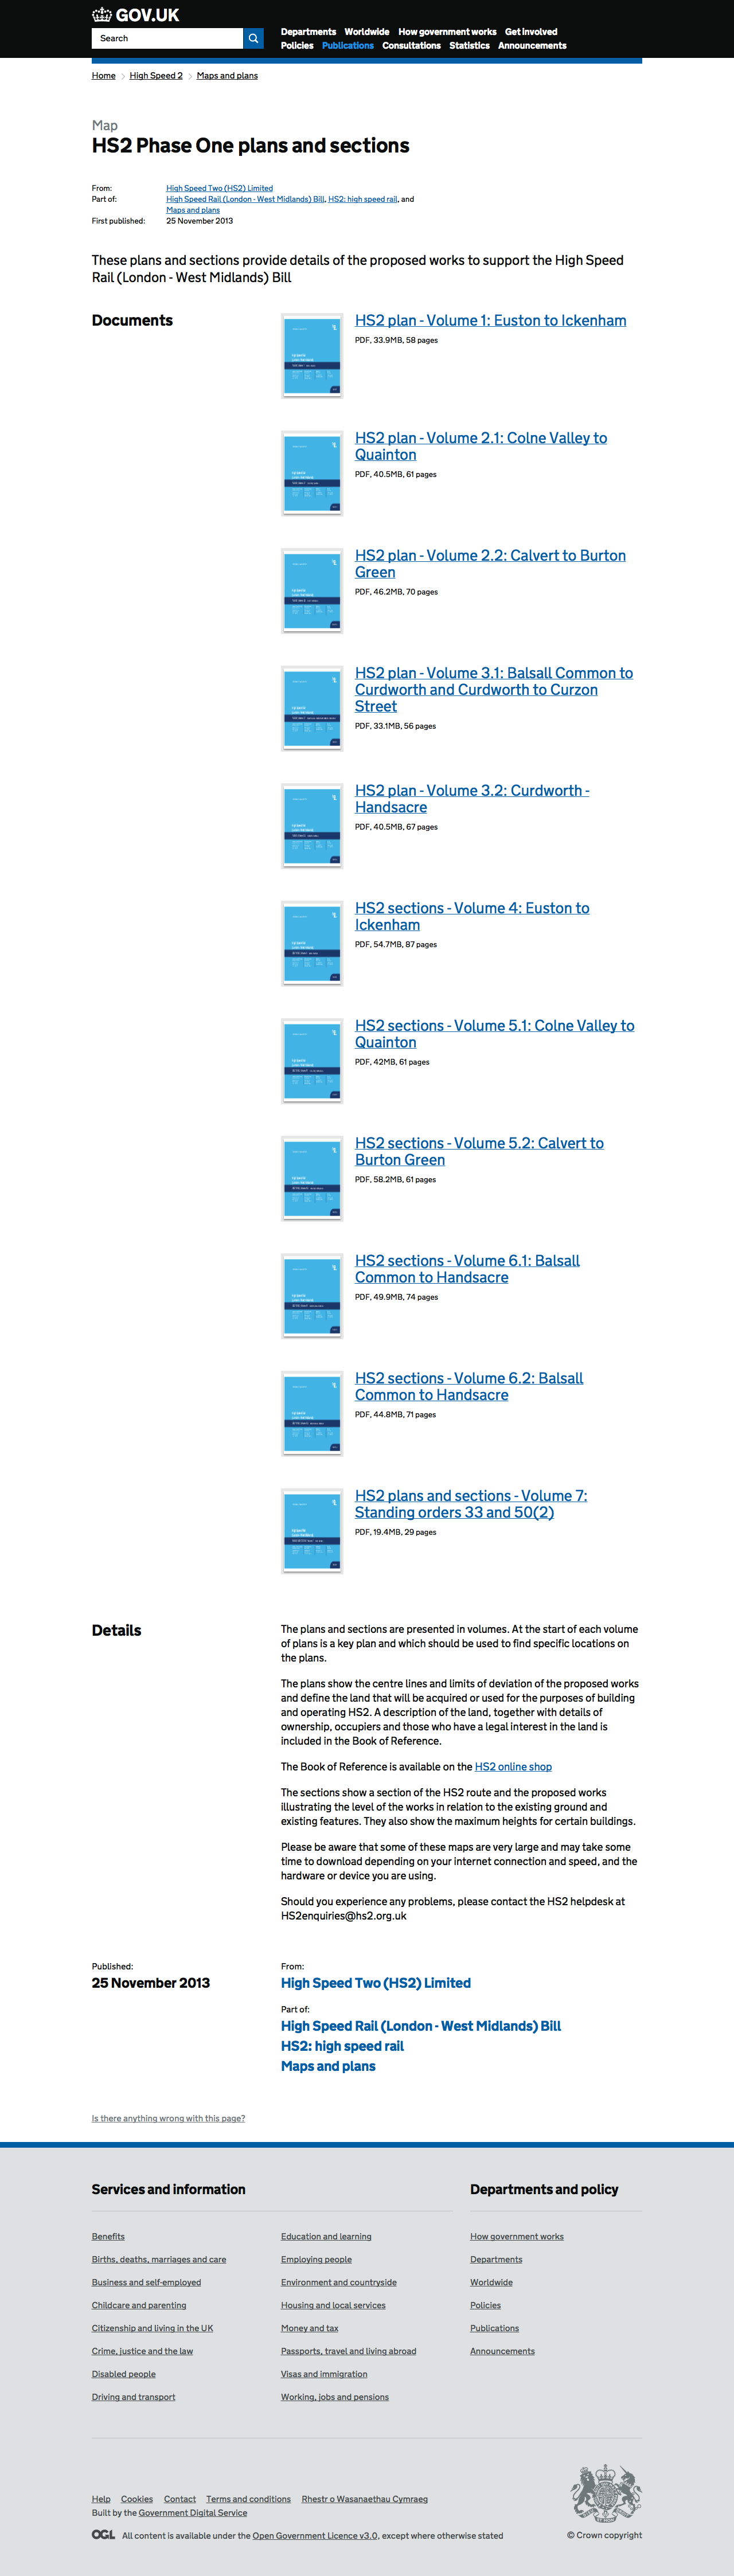 GOV.UK
Search
Departments Worldwide How government works Get involved
Policies Publications Consultations Statistics Announcements
Home High Speed 2 Maps and plans
Map
HS2 Phase One plans and sections
From: High Speed Two (HS2) Limited
Part of: High Speed Rail (London - West Midlands) Bill, HS2: high speed rail, and
Maps and plans
First published: 25 November 2013
These plans and sections provide details of the proposed works to support the High Speed
Rail (London - West Midlands) Bill
Documents
HS2 plan - Volume 1: Euston to Ickenham
PDF, 33.9MB, 58 pages
HS2 plan - Volume 2.1: Colne Valley to
Quainton
PDF, 40.5MB, 61 pages
HS2 plan - Volume 2.2: Calvert to Burton
Green
PDF, 46.2MB, 70 pages
HS2 plan - Volume 3.1: Balsall Common to
Curdworth and Curdworth to Curzon
Street
PDF, 33.1MB, 56 pages
HS2 plan - Volume 3.2: Curdworth -
Handsacre
PDF, 40.5MB, 67 pages
HS2 sections - Volume 4: Euston to
Ickenham
PDF, 54.7MB, 87 pages
HS2 sections - Volume 5.1: Colne Valley to
Quainton
PDF, 42MB, 61 pages
HS2 sections - Volume 5.2: Calvert to
Burton Green
PDF, 58.2MB, 61 pages
HS2 sections - Volume 6.1: Balsall
Common to Handsacre
PDF, 49.9MB, 74 pages
HS2 sections - Volume 6.2: Balsall
Common to Handsacre
PDF, 44.8MB, 71 pages
HS2 plans and sections - Volume 7:
Standing orders 33 and 50(2)
PDF, 19.4MB, 29 pages
Details
The plans and sections are presented in volumes. At the start of each volume
of plans is a key plan and which should be used to find specific locations on
the plans.
The plans show the centre lines and limits of deviation of the proposed works
and define the land that will be acquired or used for the purposes of building
and operating HS2. A description of the land, together with details of
ownership, occupiers and those who have a legal interest in the land is
included in the Book of Reference.
The Book of Reference is available on the HS2 online shop
The sections show a section of the HS2 route and the proposed works
illustrating the level of the works in relation to the existing ground and
existing features. They also show the maximum heights for certain buildings.
Please be aware that some of these maps are very large and may take some
time to download depending on your internet connection and speed, and the
hardware or device you are using.
Should you experience any problems, please contact the HS2 helpdesk at
HS2enquiries@hs2.org.uk
Published:
25 November 2013
From:
High Speed Two (HS2) Limited
Part of:
High Speed Rail (London - West Midlands) Bill
HS2: high speed rail
Maps and plans
Is there anything wrong with this page?
Services and information
Benefits
Births, deaths, marriages and care
Business and self-employed
Childcare and parenting
Citizenship and living in the UK
Crime, justice and the law
Disabled people
Driving and transport
Education and learning
Employing people
Environment and countryside
Housing and local services
Money and tax
Passports, travel and living abroad
Visas and immigration
Working, jobs and pensions
Departments and policy
How government works
Departments
Worldwide
Policies
Publications
Announcements
Help Cookies Contact Terms and conditions Rhestr o Wasanaethau Cymraeg
Built by the Government Digital Service
OGL All content is available under the Open Government Licence v3.0, except where otherwise stated
© Crown copyright